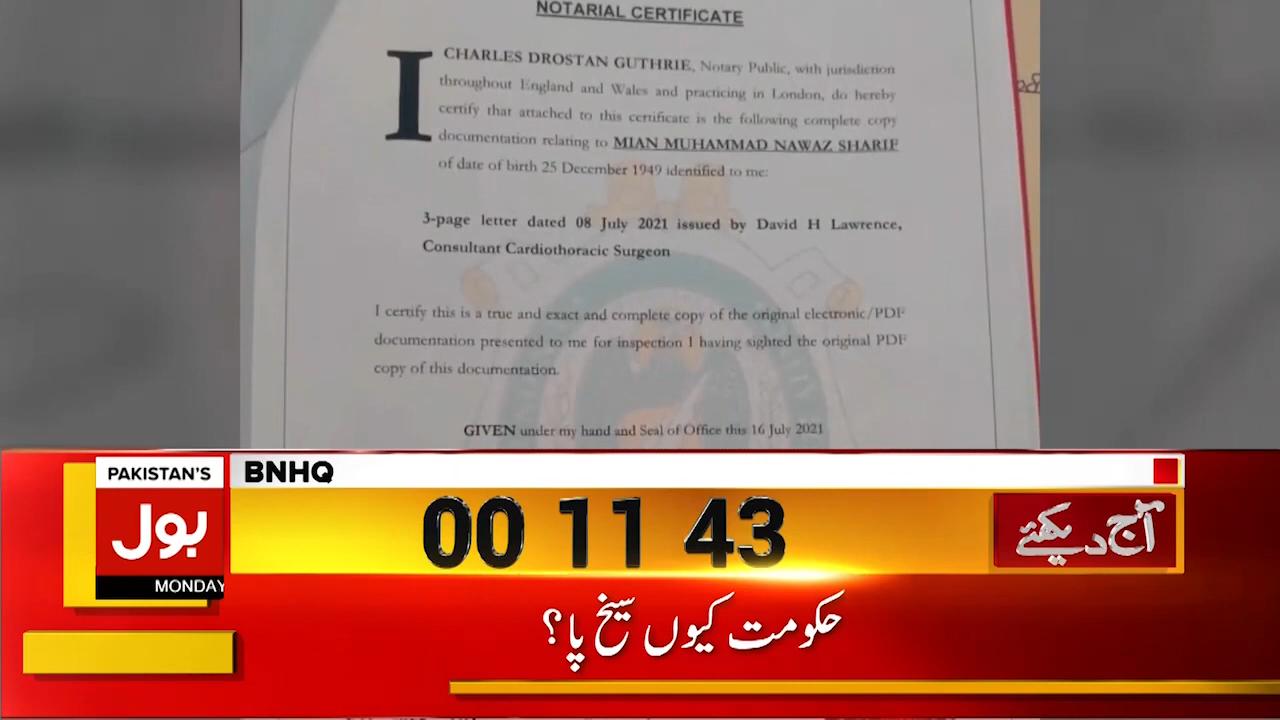 NOTARIAL CERTIFICATE
I CHARLES DROSTAN GUTHRIE, Notary Public, with jurisdiction
throughout England and Wales and practicing in London, do hereby
certify that attached to this certificate is the following complete copy
documentation relating to MIAN MUHAMMAD NAWAZ SHARIF
of date of birth 25 December 1949 identified to me:
3-page letter dated 08 July 2021 issued by David H Lawrence,
Consultant Cardiothoracic Surgeon
I certify this is a true and exact and complete copy of the original electronic/PDF
documentation presented to me for inspection I having sighted the original PDF
copy of this documentation.
GIVEN under my hand and Seal of Office this 16 July 2021
PAKISTAN'S
بول
MONDAY
BNHQ
00 11 43
آج دیکھئے
حکومت کیوں سیخ پا؟